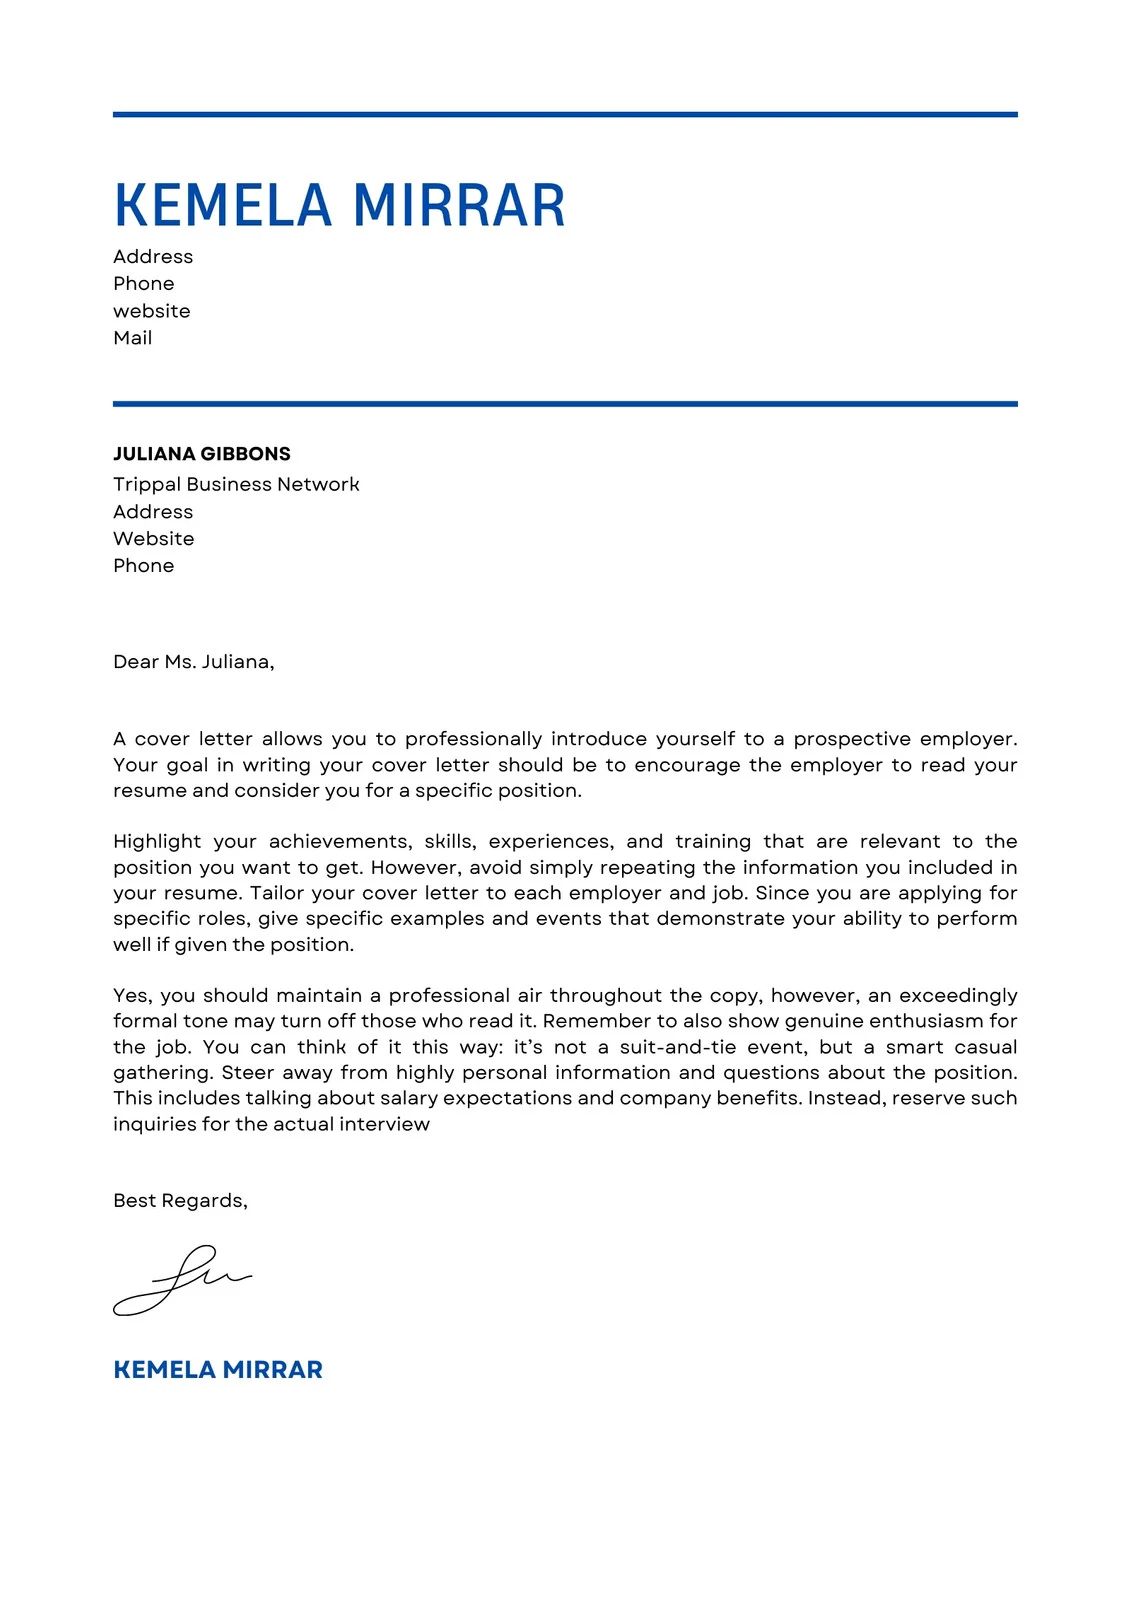 KEMELA MIRRAR
Address
Phone
website
Mail
JULIANA GIBBONS
Trippal Business Network
Address
Website
Phone
Dear Ms. Juliana,
A cover letter allows you to professionally introduce yourself to a prospective employer.
Your goal in writing your cover letter should be to encourage the employer to read your
resume and consider you for a specific position.
Highlight your achievements, skills, experiences, and training that are relevant to the
position you want to get. However, avoid simply repeating the information you included in
your resume. Tailor your cover letter to each employer and job. Since you are applying for
specific roles, give specific examples and events that demonstrate your ability to perform
well if given the position.
Yes, you should maintain a professional air throughout the copy, however, an exceedingly
formal tone may turn off those who read it. Remember to also show genuine enthusiasm for
the job. You can think of it this way: it’s not a suit-and-tie event, but a smart casual
gathering. Steer away from highly personal information and questions about the position.
This includes talking about salary expectations and company benefits. Instead, reserve such
inquiries for the actual interview
Best Regards,
KEMELA MIRRAR